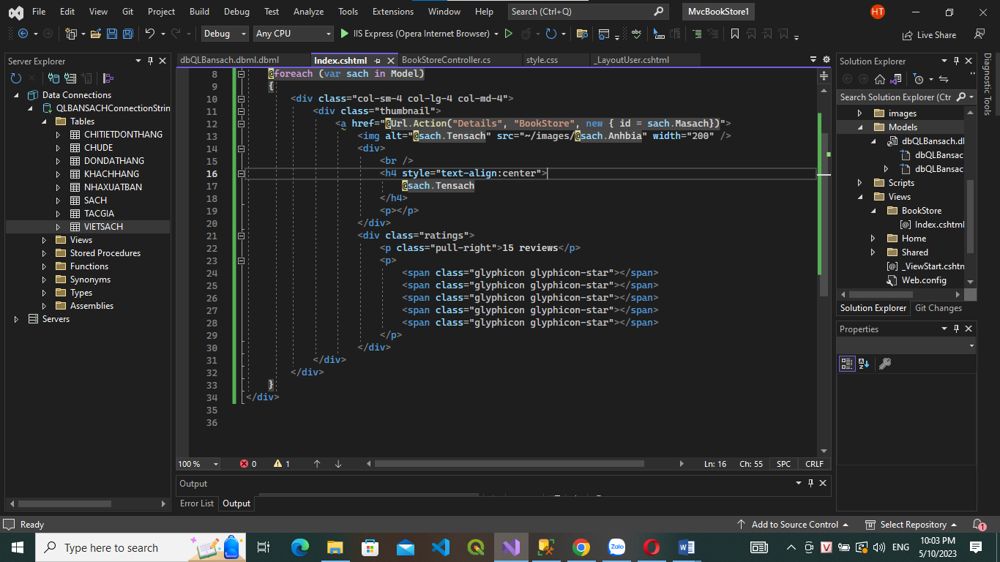 File Edit View Git Project Build Debug Test Analyze Tools Extensions Window Help Search (Ctrl+Q) MvcBookStore1 HT
Debug Any CPU IIS Express (Opera Internet Browser) Live Share
Server Explorer
Data Connections
QLBANSACHConnectionStrin
Tables
CHITIETDONTHANG
CHUDE
DONDATHANG
KHACHHANG
NHAXUATBAN
SACH
TACGIA
VIETSACH
Views
Stored Procedures
Functions
Synonyms
Types
Assemblies
Servers
dbQLBansach.dbml.dbml Index.cshtml BookStoreController.cs style.css _LayoutUser.cshtml
8 @foreach (var sach in Model)
9 {
10 <div class="col-sm-4 col-lg-4 col-md-4">
11 <div class="thumbnail">
12 <a href="@Url.Action("Details", "BookStore", new { id = sach.Masach})">
13 <img alt="@sach.Tensach" src="~/images/@sach.Anhbia" width="200" />
14 <div>
15 <br />
16 <h4 style="text-align:center">
17 @sach.Tensach
18 </h4>
19 <p></p>
20 </div>
21 <div class="ratings">
22 <p class="pull-right">15 reviews</p>
23 <p>
24 <span class="glyphicon glyphicon-star"></span>
25 <span class="glyphicon glyphicon-star"></span>
26 <span class="glyphicon glyphicon-star"></span>
27 <span class="glyphicon glyphicon-star"></span>
28 <span class="glyphicon glyphicon-star"></span>
29 </p>
30 </div>
31 </div>
32 </div>
33 }
34 </div>
35
36
100 % 0 1 Ln: 16 Ch: 55 SPC CRLF
Output
Error List Output
Solution Explorer
Search Solution Explorer (Ctr
images
Models
dbQLBansach.d
dbQLBansac
dbQLBansac
Scripts
Views
BookStore
Index.cshtml
Home
Shared
_ViewStart.cshtn
Web.config
Solution Explorer Git Changes
Properties
Diagnostic Tools
Ready Add to Source Control Select Repository 1
Type here to search Zalo ENG 10:03 PM
5/10/2023